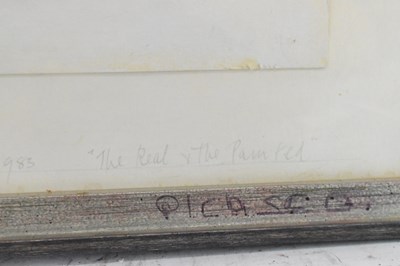 983 "The Real & The Painted"
PICASSO.